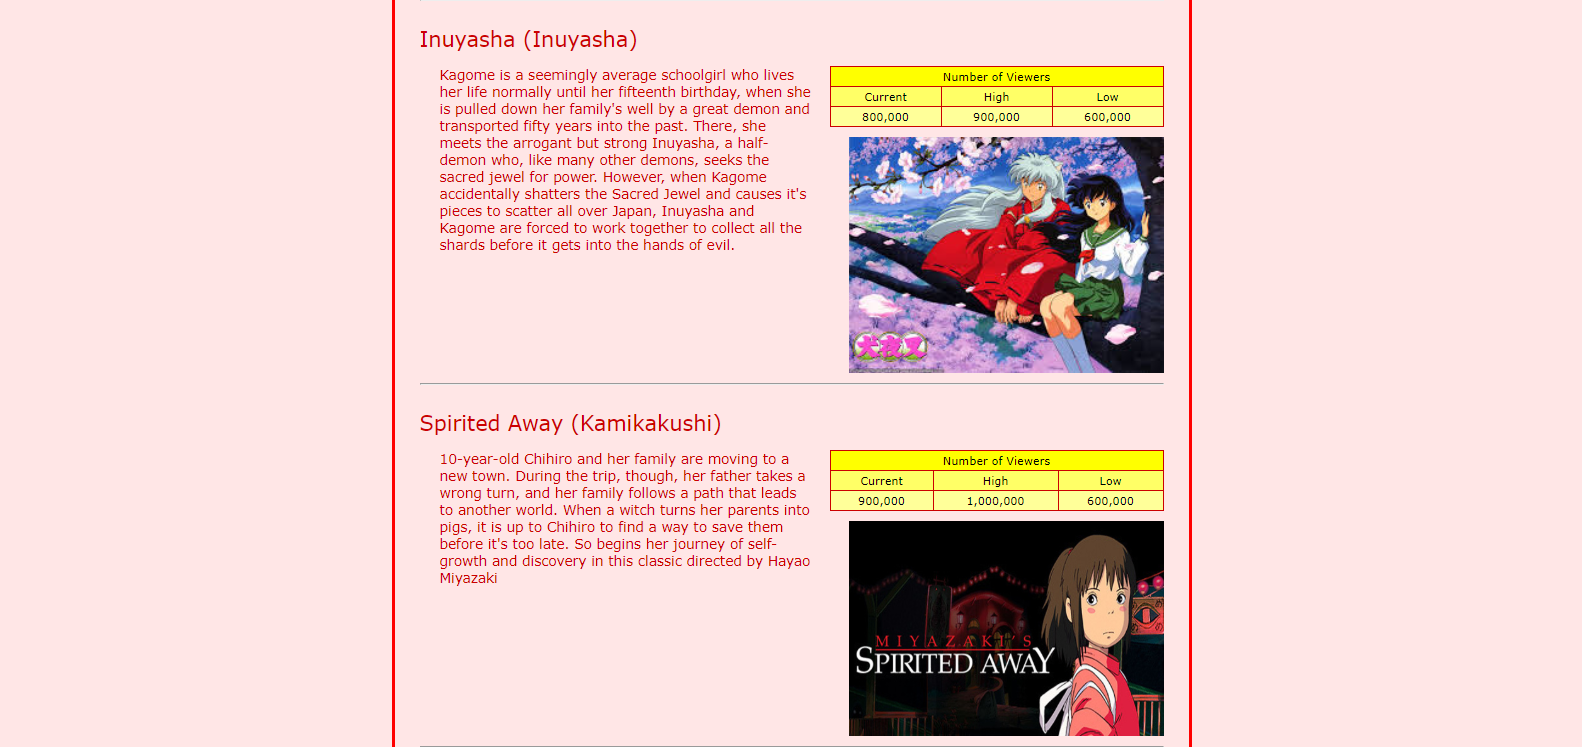 Inuyasha (Inuyasha)
Kagome is a seemingly average schoolgirl who lives
her life normally until her fifteenth birthday, when she
is pulled down her family's well by a great demon and
transported fifty years into the past. There, she
meets the arrogant but strong Inuyasha, a half-
demon who, like many other demons, seeks the
sacred jewel for power. However, when Kagome
accidentally shatters the Sacred Jewel and causes it's
pieces to scatter all over Japan, Inuyasha and
Kagome are forced to work together to collect all the
shards before it gets into the hands of evil.
Number of Viewers
Current High Low
800,000 900,000 600,000
犬夜叉
Spirited Away (Kamikakushi)
10-year-old Chihiro and her family are moving to a
new town. During the trip, though, her father takes a
wrong turn, and her family follows a path that leads
to another world. When a witch turns her parents into
pigs, it is up to Chihiro to find a way to save them
before it's too late. So begins her journey of self-
growth and discovery in this classic directed by Hayao
Miyazaki
Number of Viewers
Current High Low
900,000 1,000,000 600,000
MIYAZAKI'S
SPIRITED AWAY